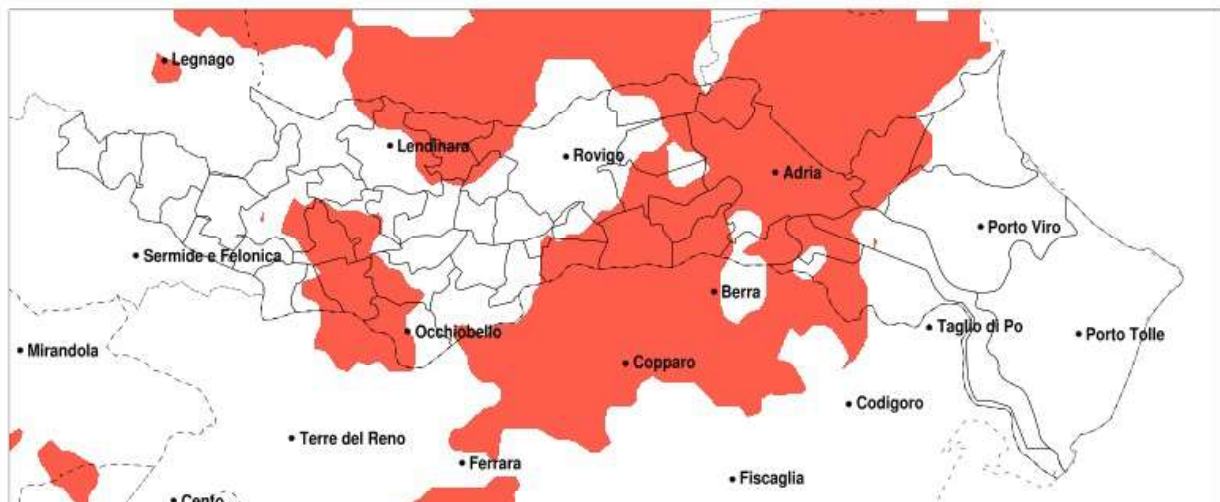 Legnago
Lendinara
Rovigo
Adria
Porto Viro
Sermide e Felonica
Berra
Occhiobello
Taglio di Po
Porto Tolle
Mirandola
Copparo
Codigoro
Terre del Reno
Ferrara
Fiscaglia
Cento